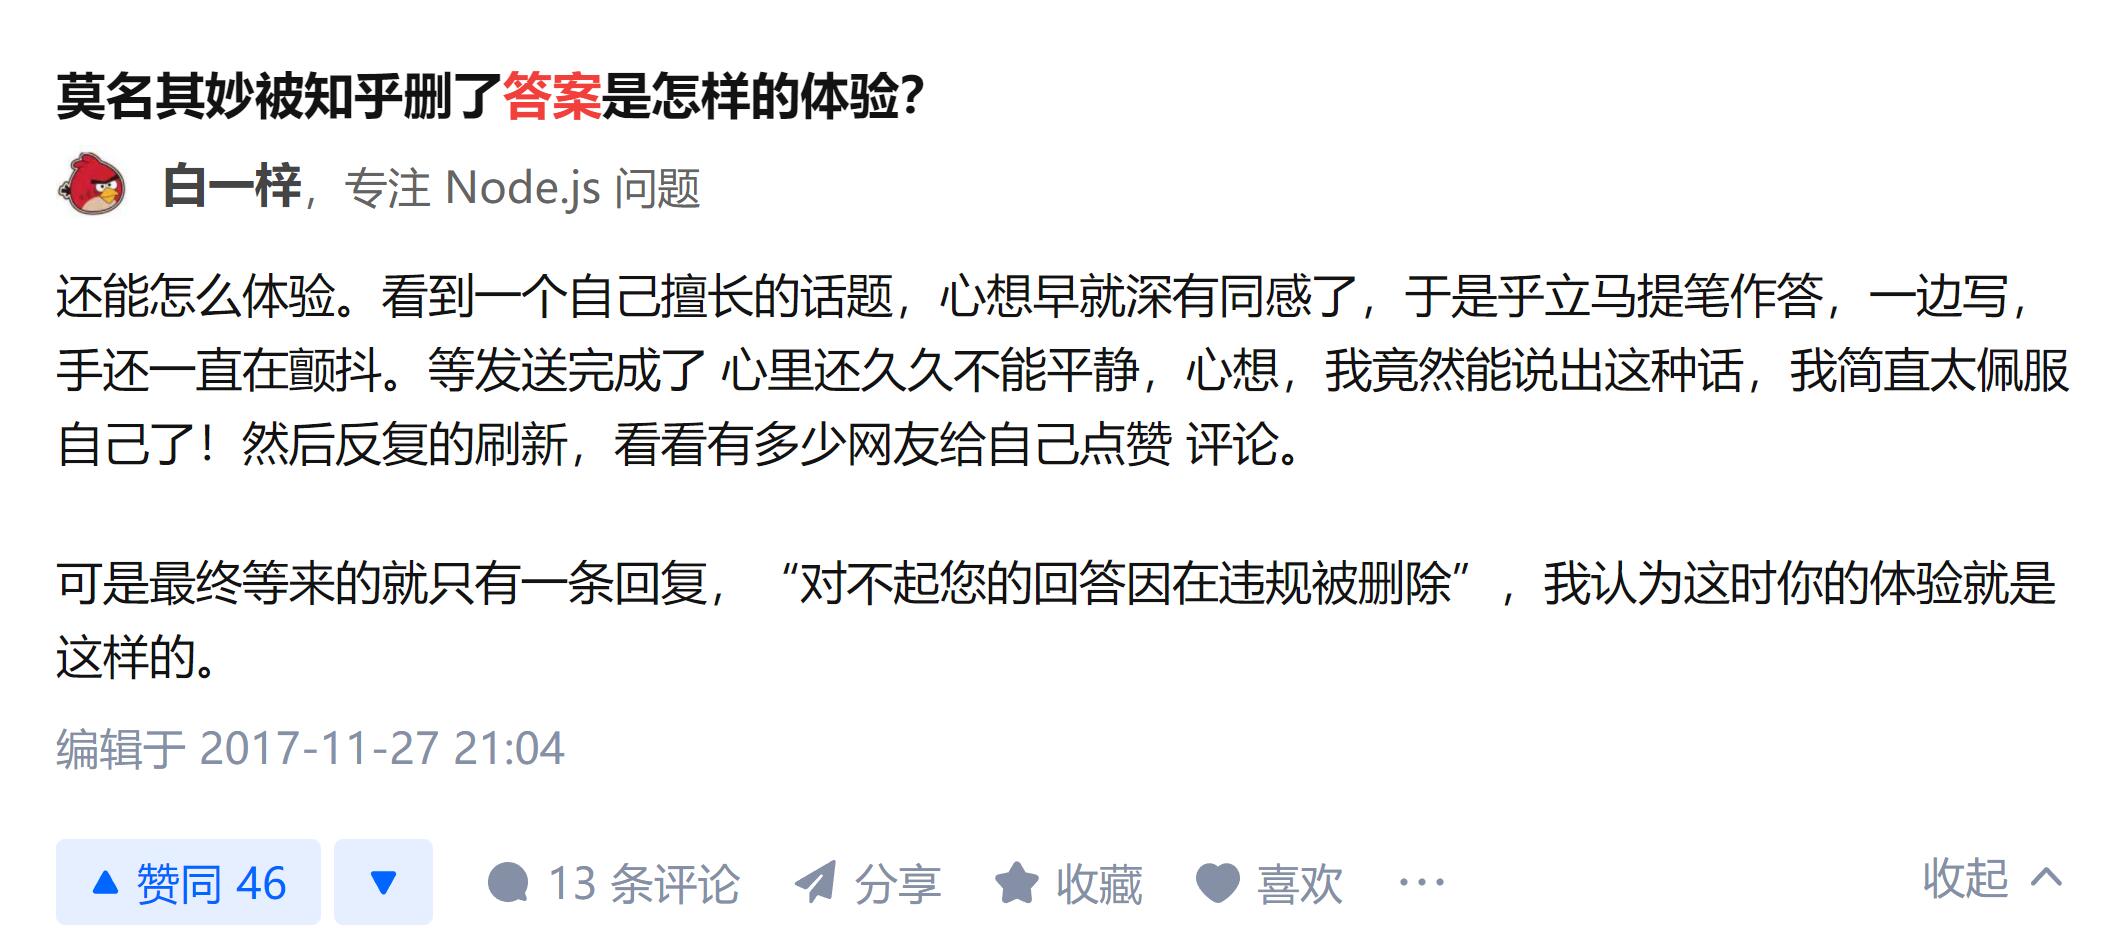 莫名其妙被知乎删了答案是怎样的体验?
白一梓，专注 Node.js 问题
还能怎么体验。看到一个自己擅长的话题，心想早就深有同感了，于是乎立马提笔作答，一边写，
手还一直在颤抖。等发送完成了 心里还久久不能平静，心想，我竟然能说出这种话，我简直太佩服
自己了！然后反复的刷新，看看有多少网友给自己点赞 评论。
可是最终等来的就只有一条回复，“对不起您的回答因在违规被删除”，我认为这时你的体验就是
这样的。
编辑于 2017-11-27 21:04
赞同 46 13 条评论 分享 收藏 喜欢 ··· 收起